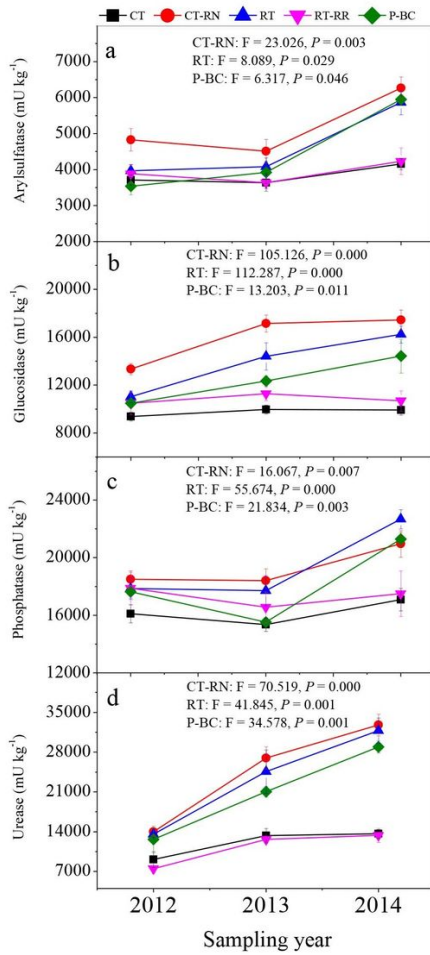 CT CT-RN RT RT-RR P-BC
a
CT-RN: F = 23.026, P = 0.003
RT: F = 8.089, P = 0.029
P-BC: F = 6.317, P = 0.046
7000
6000
5000
4000
3000
2000
Arylsulfatase (mU kg-1)
b
CT-RN: F = 105.126, P = 0.000
RT: F = 112.287, P = 0.000
P-BC: F = 13.203, P = 0.011
20000
16000
12000
8000
Glucosidase (mU kg-1)
c
CT-RN: F = 16.067, P = 0.007
RT: F = 55.674, P = 0.000
P-BC: F = 21.834, P = 0.003
24000
20000
16000
12000
Phosphatase (mU kg-1)
d
CT-RN: F = 70.519, P = 0.000
RT: F = 41.845, P = 0.001
P-BC: F = 34.578, P = 0.001
35000
28000
21000
14000
7000
Urease (mU kg-1)
2012 2013 2014
Sampling year